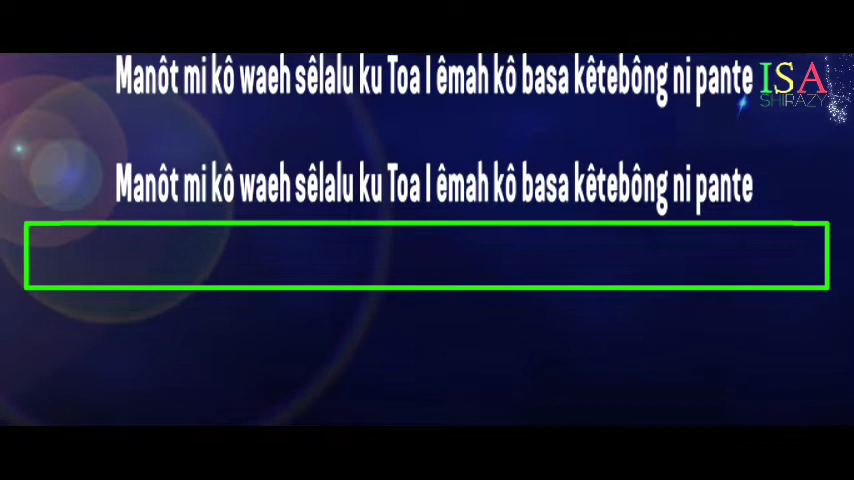 Manôt mi kô waeh sêlalu ku Toa I êmah kô basa kêtebông ni pante
ISA
SHIRAZY
Manôt mi kô waeh sêlalu ku Toa I êmah kô basa kêtebông ni pante